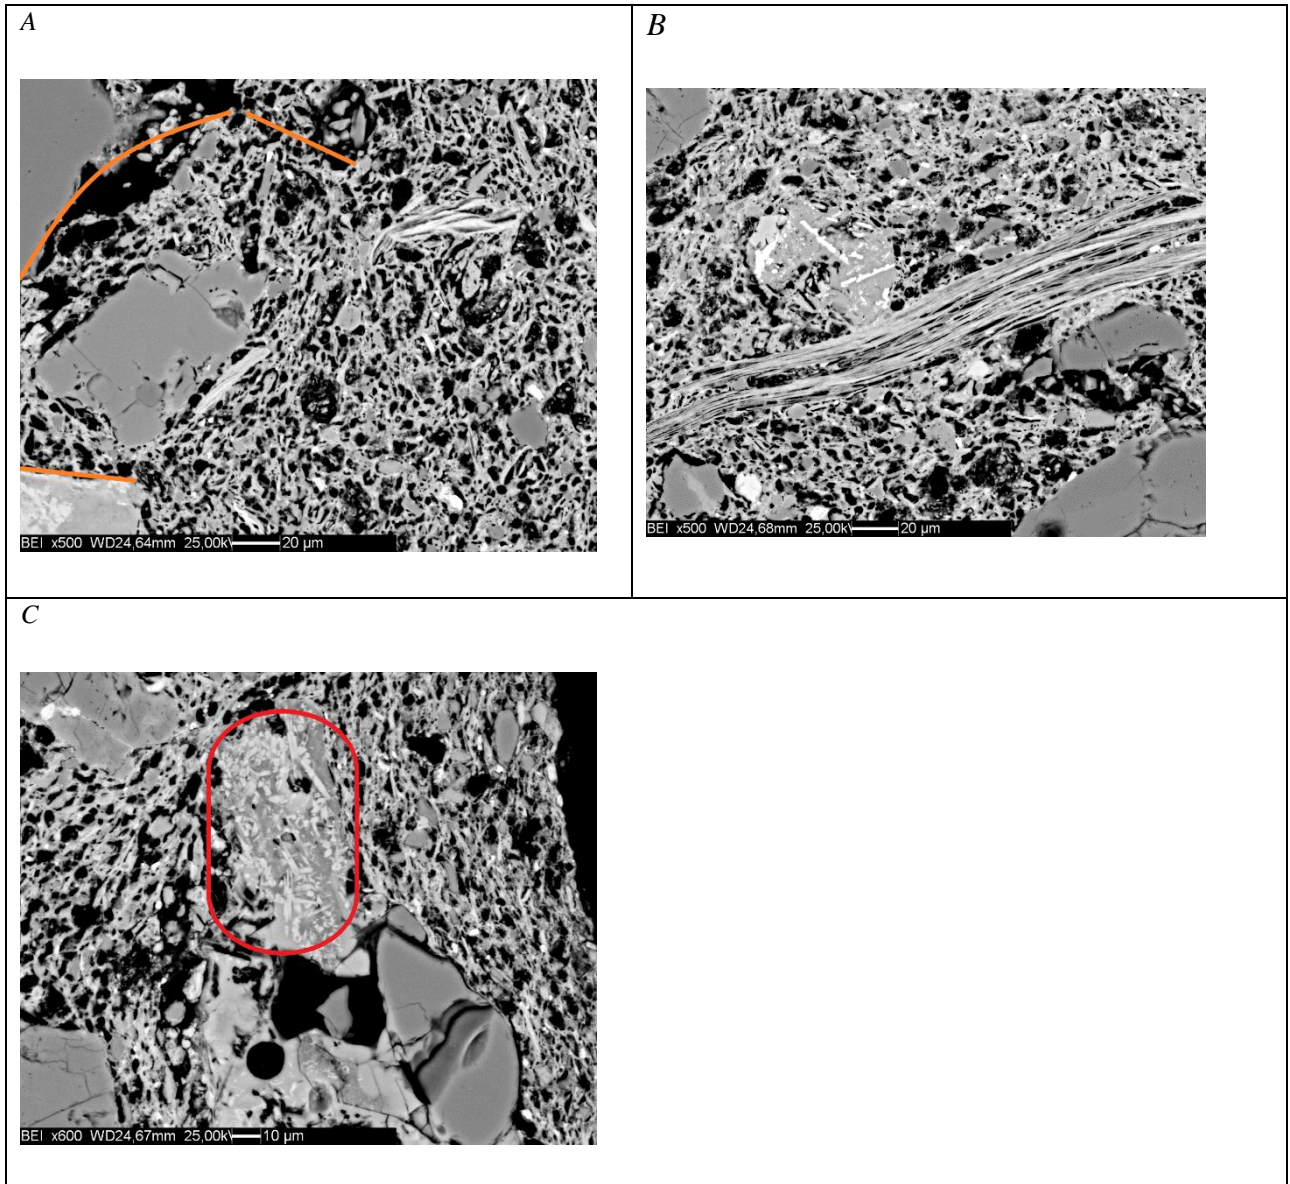 A
B
BEI x500 WD24,64mm 25,00kV 20 µm
BEI x500 WD24,68mm 25,00kV 20 µm
C
BEI x600 WD24,67mm 25,00kV 10 µm